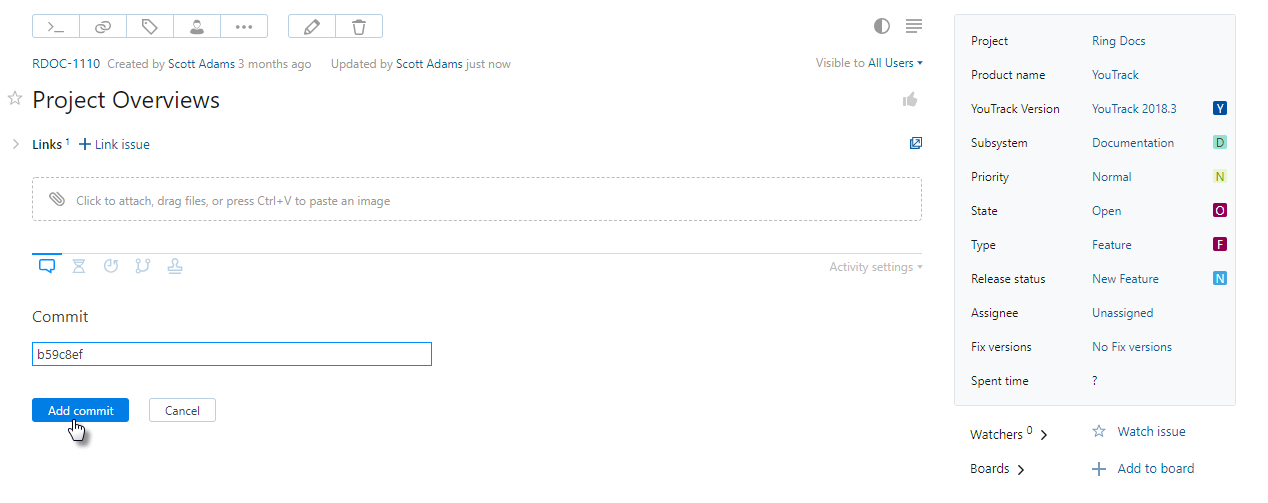 RDOC-1110 Created by Scott Adams 3 months ago Updated by Scott Adams just now
Visible to All Users
Project Overviews
Links 1 + Link issue
Click to attach, drag files, or press Ctrl+V to paste an image
Activity settings
Commit
b59c8ef
Add commit Cancel
Project Ring Docs
Product name YouTrack
YouTrack Version YouTrack 2018.3 Y
Subsystem Documentation D
Priority Normal N
State Open O
Type Feature F
Release status New Feature N
Assignee Unassigned
Fix versions No Fix versions
Spent time ?
Watchers 0 Watch issue
Boards Add to board